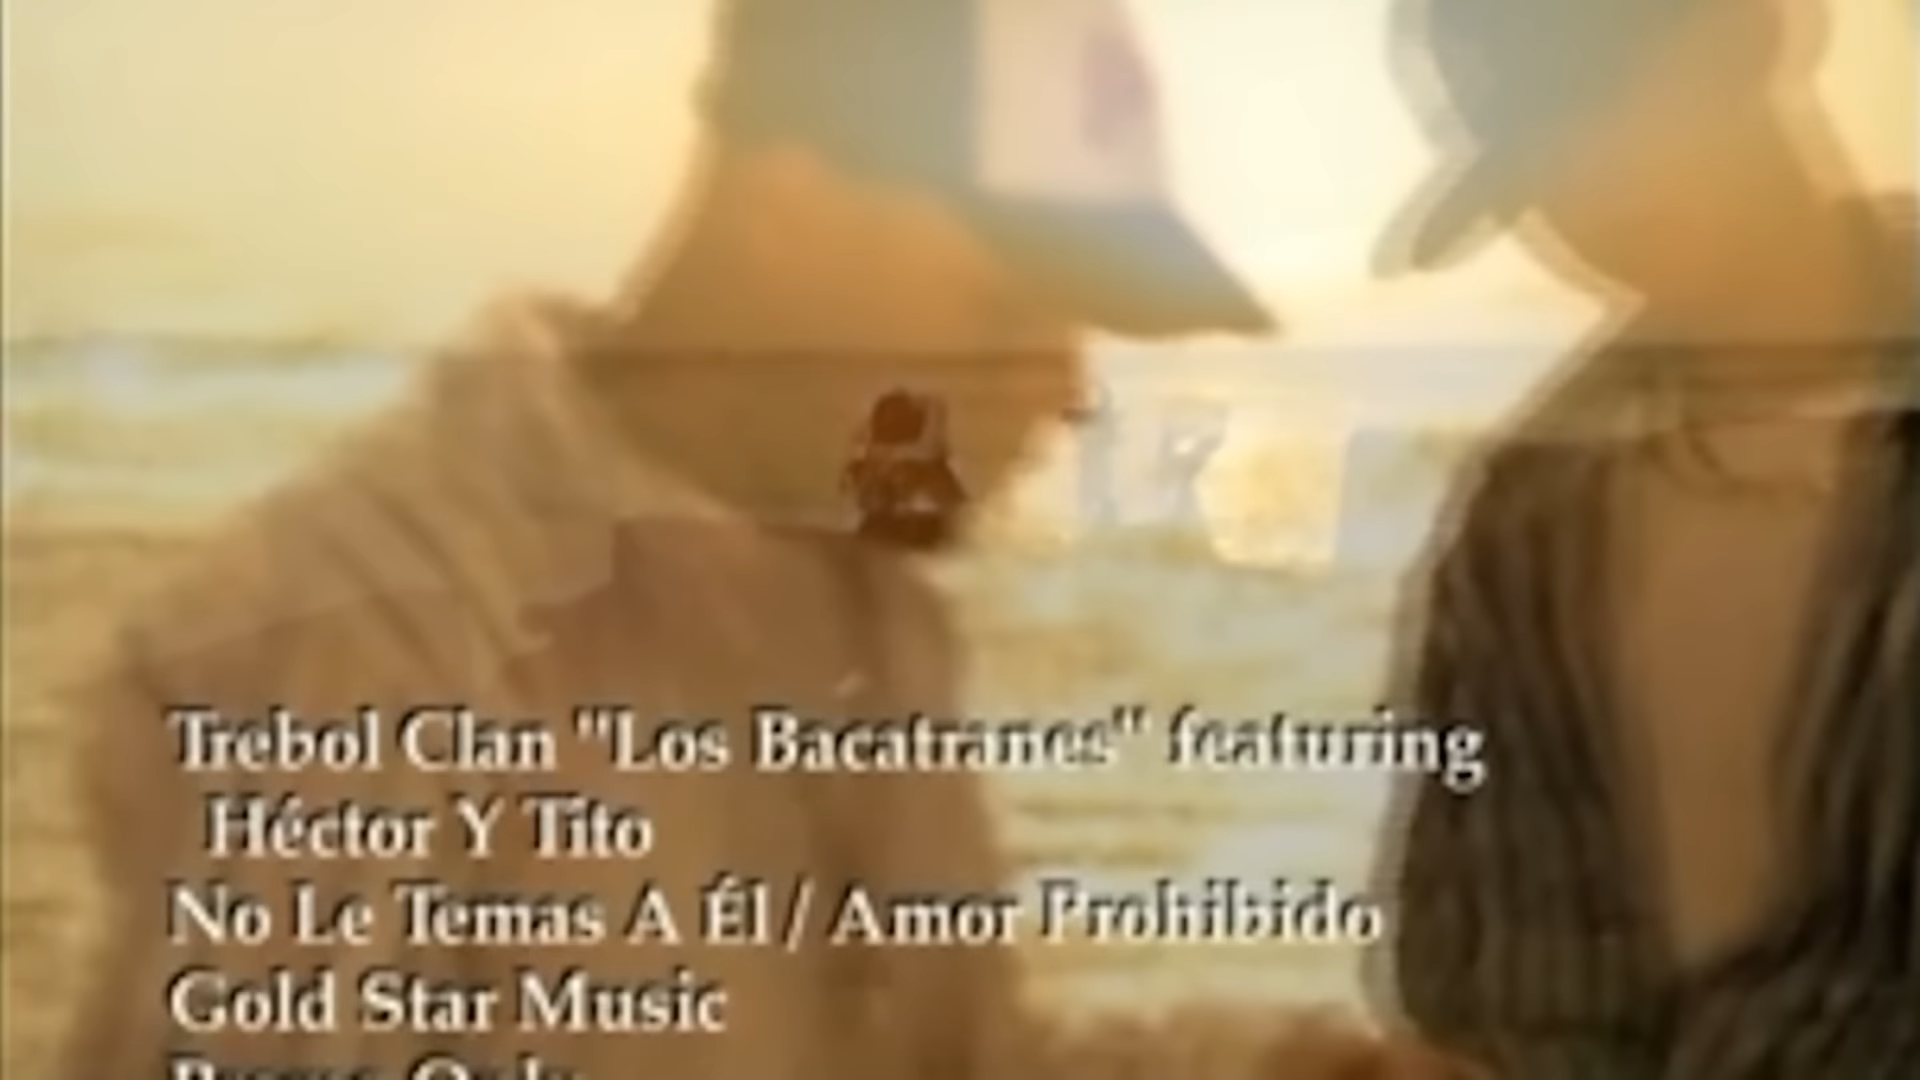 Trebol Clan "Los Bacatranes" featuring
Héctor Y Tito
No Le Temas A Él / Amor Prohibido
Gold Star Music